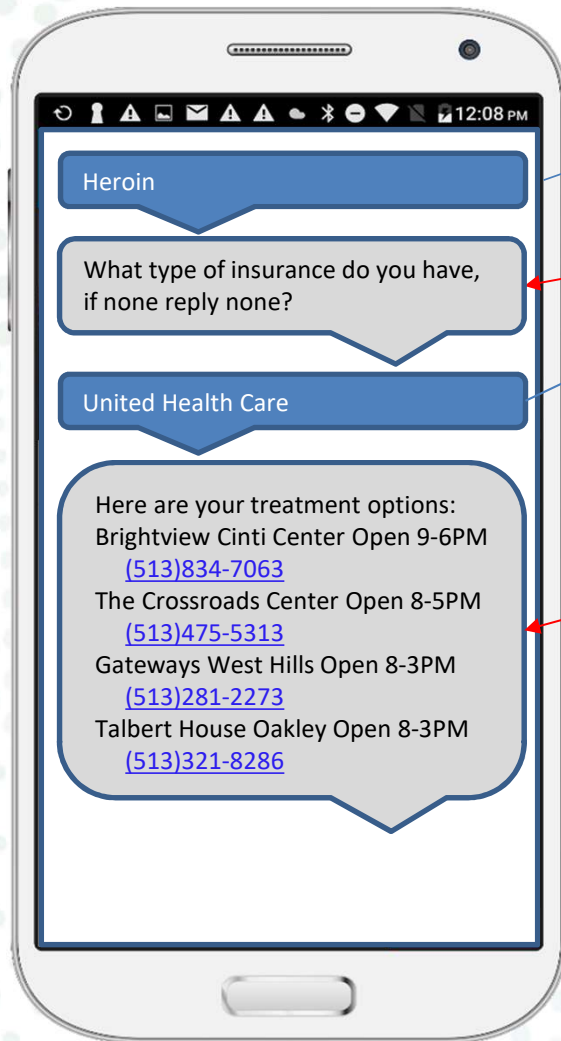 12:08 PM
Heroin
What type of insurance do you have,
if none reply none?
United Health Care
Here are your treatment options:
Brightview Cinti Center Open 9-6PM
(513)834-7063
The Crossroads Center Open 8-5PM
(513)475-5313
Gateways West Hills Open 8-3PM
(513)281-2273
Talbert House Oakley Open 8-3PM
(513)321-8286